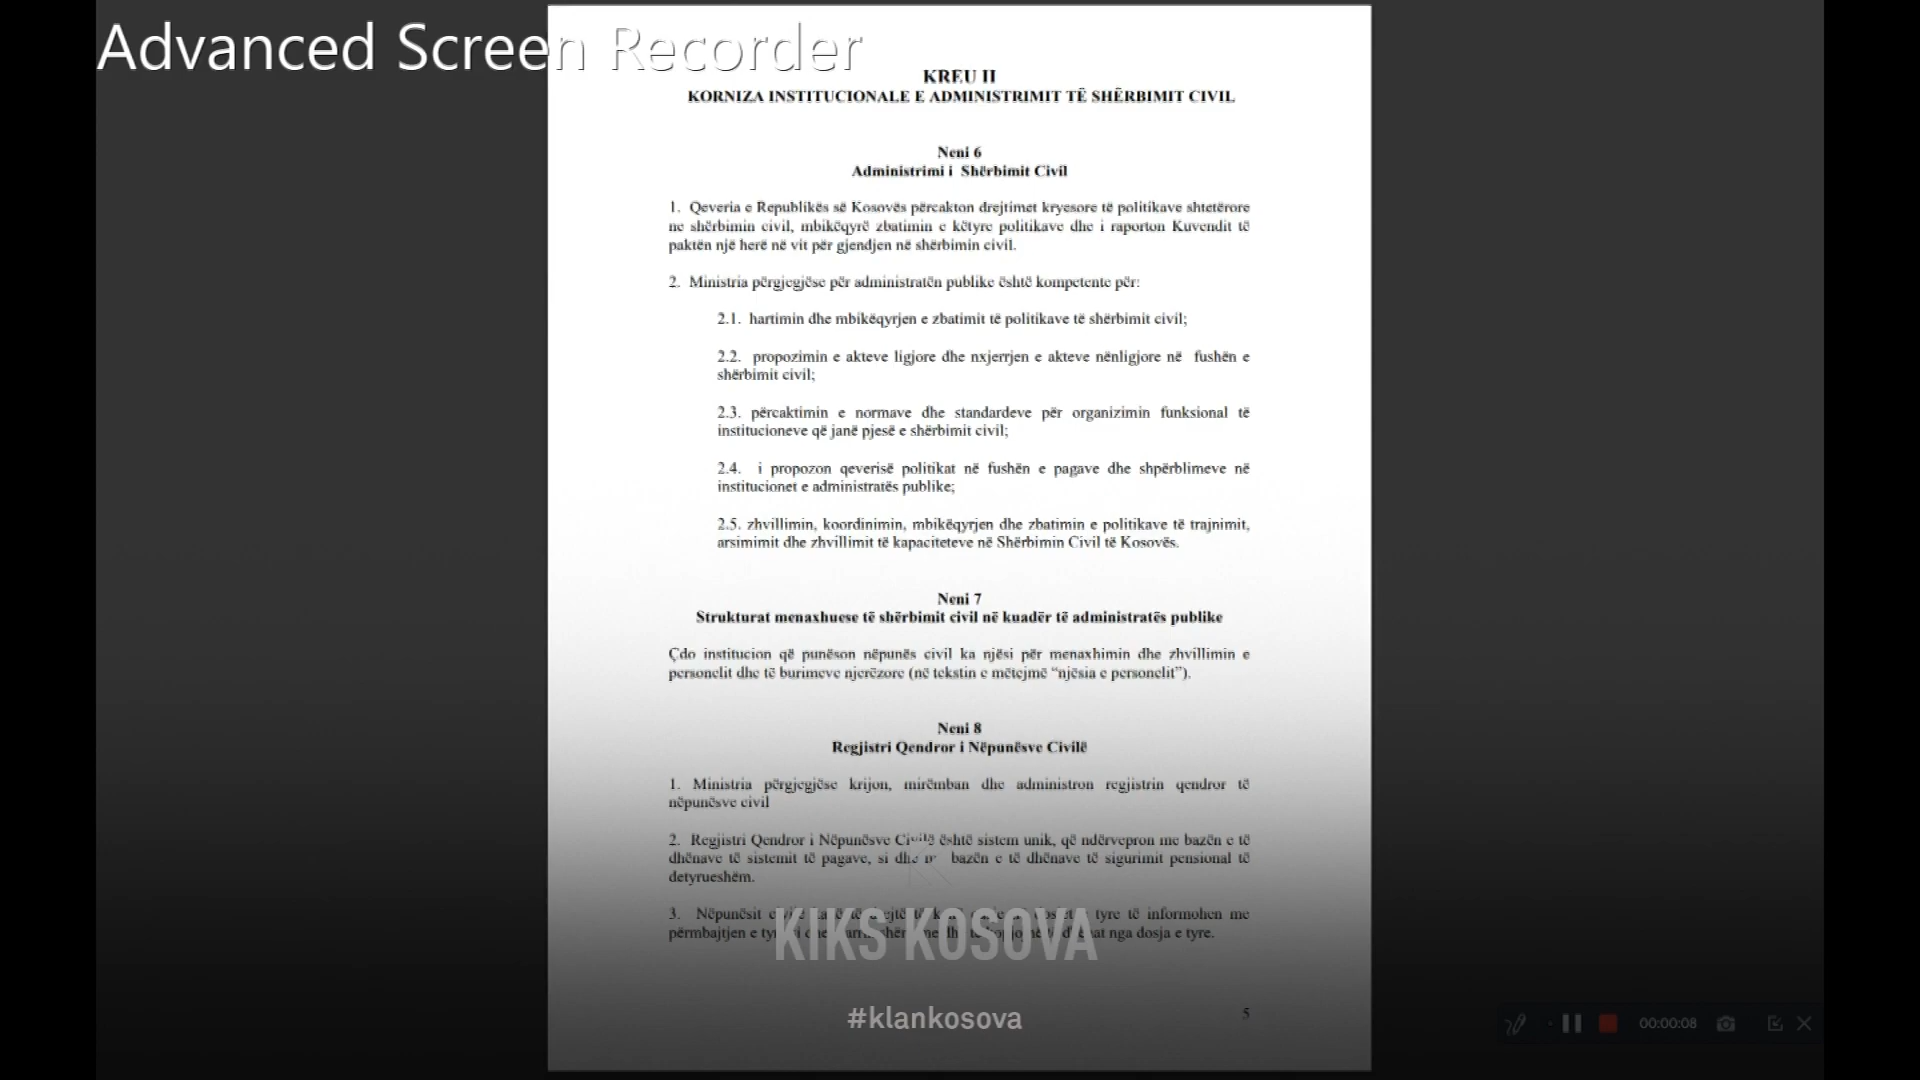 Advanced Screen Recorder
KREU II
KORNIZA INSTITUCIONALE E ADMINISTRIMIT TË SHËRBIMIT CIVIL
Neni 6
Administrimi i Shërbimit Civil
1. Qeveria e Republikës së Kosovës përcakton drejtimet kryesore të politikave shtetërore
ne shërbimin civil, mbikëqyrë zbatimin e këtyre politikave dhe i raporton Kuvendit të
paktën një herë në vit për gjendjen në shërbimin civil.
2. Ministria përgjegjëse për administratën publike është kompetente për:
2.1. hartimin dhe mbikëqyrjen e zbatimit të politikave të shërbimit civil;
2.2. propozimin e akteve ligjore dhe nxjerrjen e akteve nënligjore në fushën e
shërbimit civil;
2.3. përcaktimin e normave dhe standardeve për organizimin funksional të
institucioneve që janë pjesë e shërbimit civil;
2.4. i propozon qeverisë politikat në fushën e pagave dhe shpërblimeve në
institucionet e administratës publike;
2.5. zhvillimin, koordinimin, mbikëqyrjen dhe zbatimin e politikave të trajnimit,
arsimimit dhe zhvillimit të kapaciteteve në Shërbimin Civil të Kosovës.
Neni 7
Strukturat menaxhuese të shërbimit civil në kuadër të administratës publike
Çdo institucion që punëson nëpunës civil ka njësi për menaxhimin dhe zhvillimin e
personelit dhe të burimeve njerëzore (në tekstin e mëtejmë “njësia e personelit”).
Neni 8
Regjistri Qendror i Nëpunësve Civilë
1. Ministria përgjegjëse krijon, mirëmban dhe administron regjistrin qendror të
nëpunësve civil
2. Regjistri Qendror i Nëpunësve Civilë është sistem unik, që ndërvepron me bazën e të
dhënave të sistemit të pagave, si dhe bazën e të dhënave të sigurimit pensional të
detyrueshëm.
3. Nëpunësit tyre të informohen me
përmbajtjen e nga dosja e tyre.
KIKS KOSOVA
#klankosova
5
00:00:08